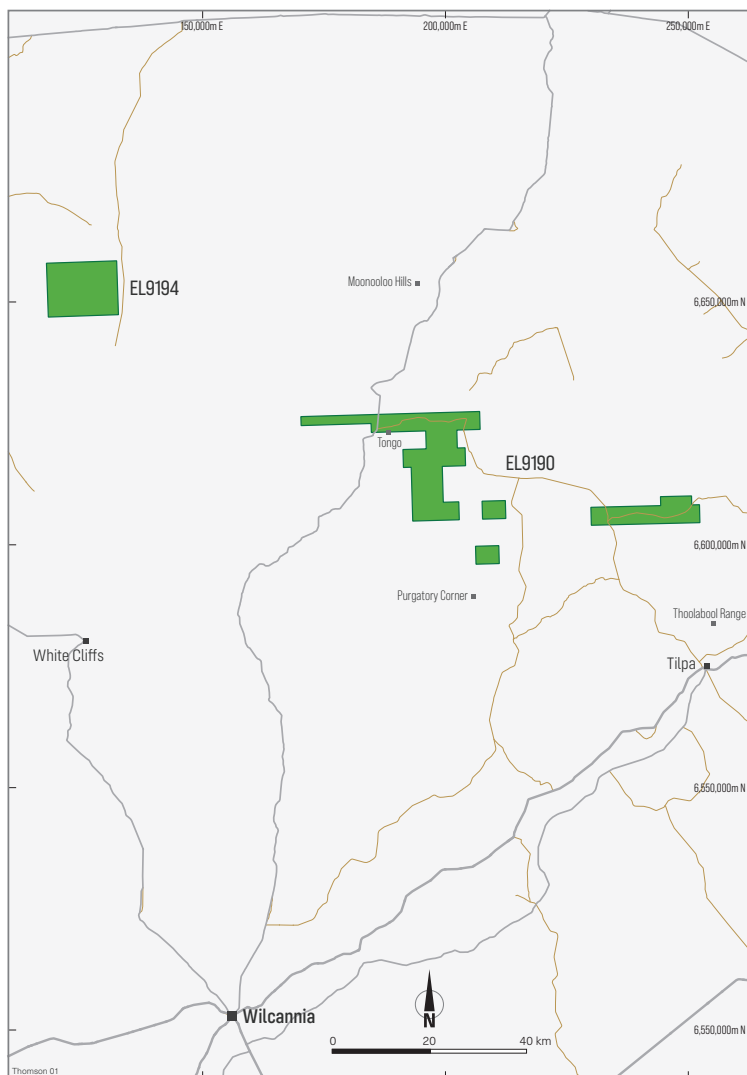 150,000m E
200,000m E
250,000m E
Moonooloo Hills
EL9194
6,650,000m N
Tongo
EL9190
6,600,000m N
Purgatory Corner
Thoolabool Range
White Cliffs
Tilpa
6,550,000m N
Wilcannia
N
6,550,000m N
0
20
40 km
Thomson 01